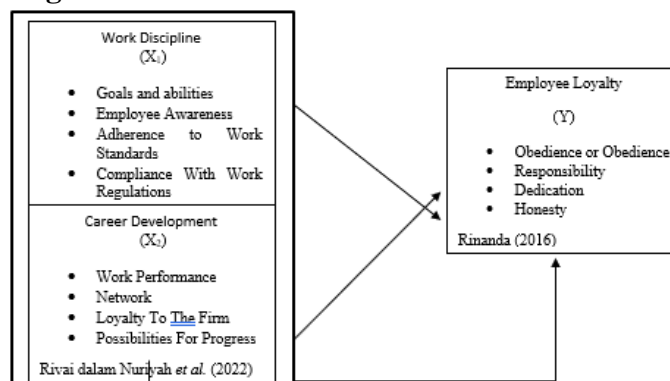 Work Discipline
(X₁)
• Goals and abilities
• Employee Awareness
• Adherence to Work
Standards
• Compliance With Work
Regulations
Career Development
(X₂)
• Work Performance
• Network
• Loyalty To The Firm
• Possibilities For Progress
Rivai dalam Nuriyah et al. (2022)
Employee Loyalty
(Y)
• Obedience or Obedience
• Responsibility
• Dedication
• Honesty
Rinanda (2016)